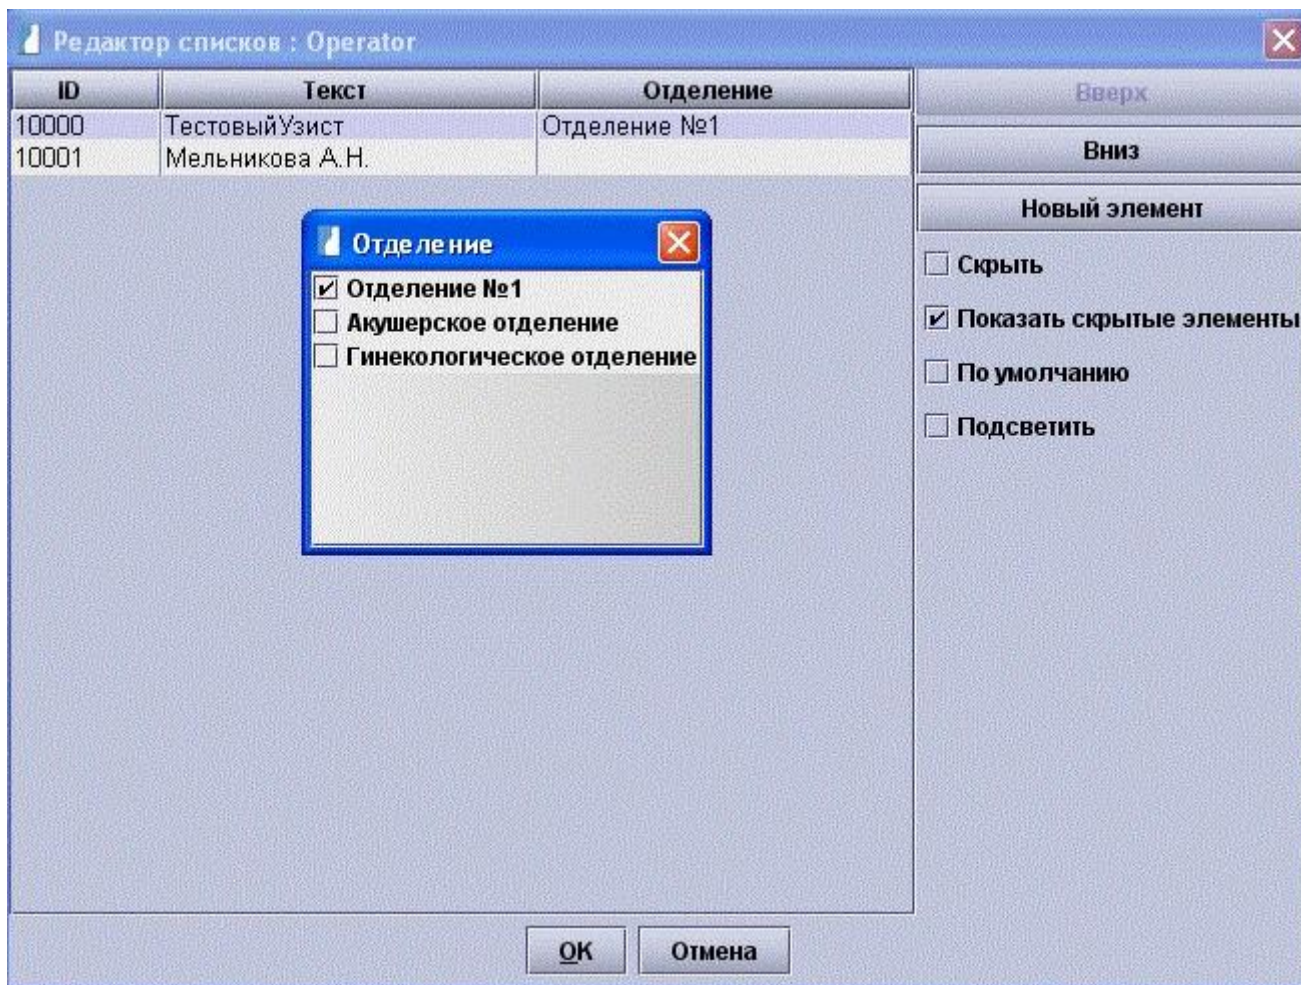 Редактор списков : Operator
ID Текст Отделение
10000 ТестовыйУзист Отделение №1
10001 Мельникова А.Н.
Вверх
Вниз
Новый элемент
Скрыть
Показать скрытые элементы
По умолчанию
Подсветить
Отделение
Отделение №1
Акушерское отделение
Гинекологическое отделение
OK Отмена